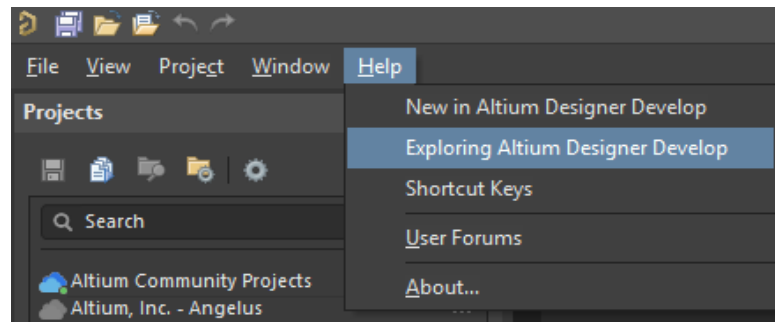 File View Project Window Help
Projects
New in Altium Designer Develop
Exploring Altium Designer Develop
Shortcut Keys
Search
User Forums
Altium Community Projects
About...
Altium, Inc. - Angelus